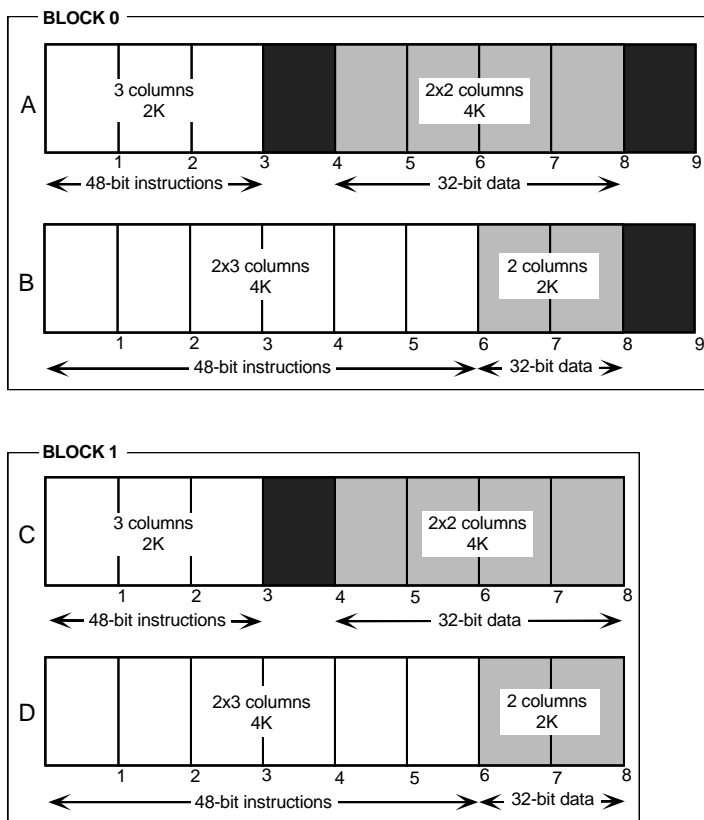 BLOCK 0
A
3 columns
2K
2x2 columns
4K
1 2 3 4 5 6 7 8 9
48-bit instructions 32-bit data
B
2x3 columns
4K
2 columns
2K
1 2 3 4 5 6 7 8 9
48-bit instructions 32-bit data
BLOCK 1
C
3 columns
2K
2x2 columns
4K
1 2 3 4 5 6 7 8
48-bit instructions 32-bit data
D
2x3 columns
4K
2 columns
2K
1 2 3 4 5 6 7 8
48-bit instructions 32-bit data